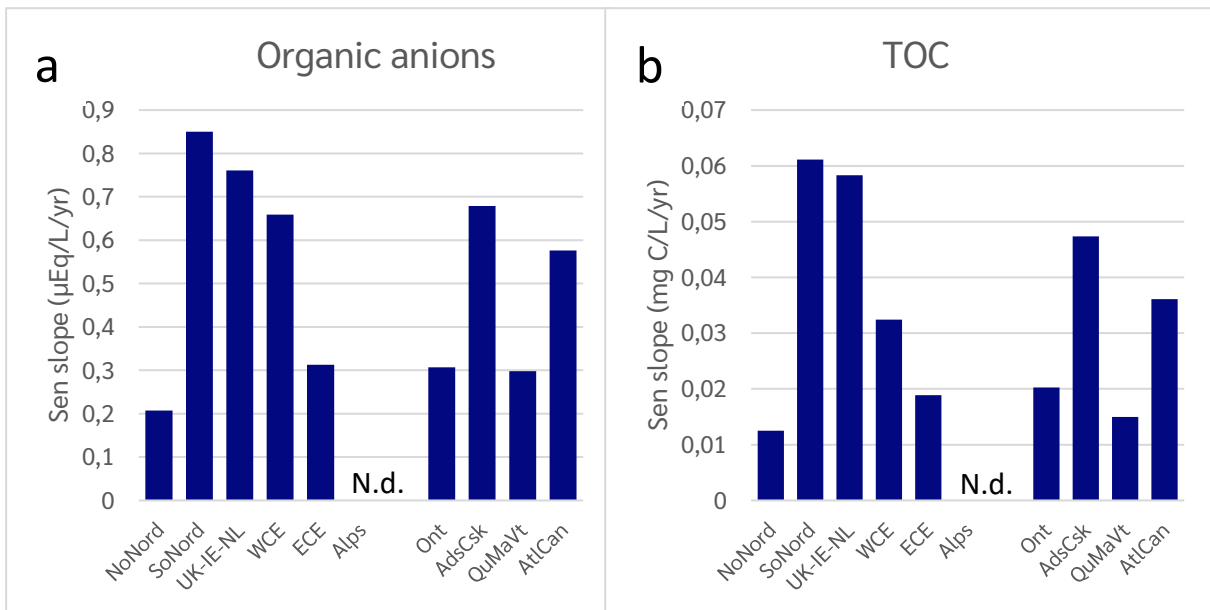 a
Organic anions
Sen slope (µEq/L/yr)
0,9
0,8
0,7
0,6
0,5
0,4
0,3
0,2
0,1
0
N.d.
NoNord
SoNord
UK-IE-NL
WCE
ECE
Alps
Ont
AdsCsk
QuMaVt
AtlCan
b
TOC
Sen slope (mg C/L/yr)
0,07
0,06
0,05
0,04
0,03
0,02
0,01
0
N.d.
NoNord
SoNord
UK-IE-NL
WCE
ECE
Alps
Ont
AdsCsk
QuMaVt
AtlCan